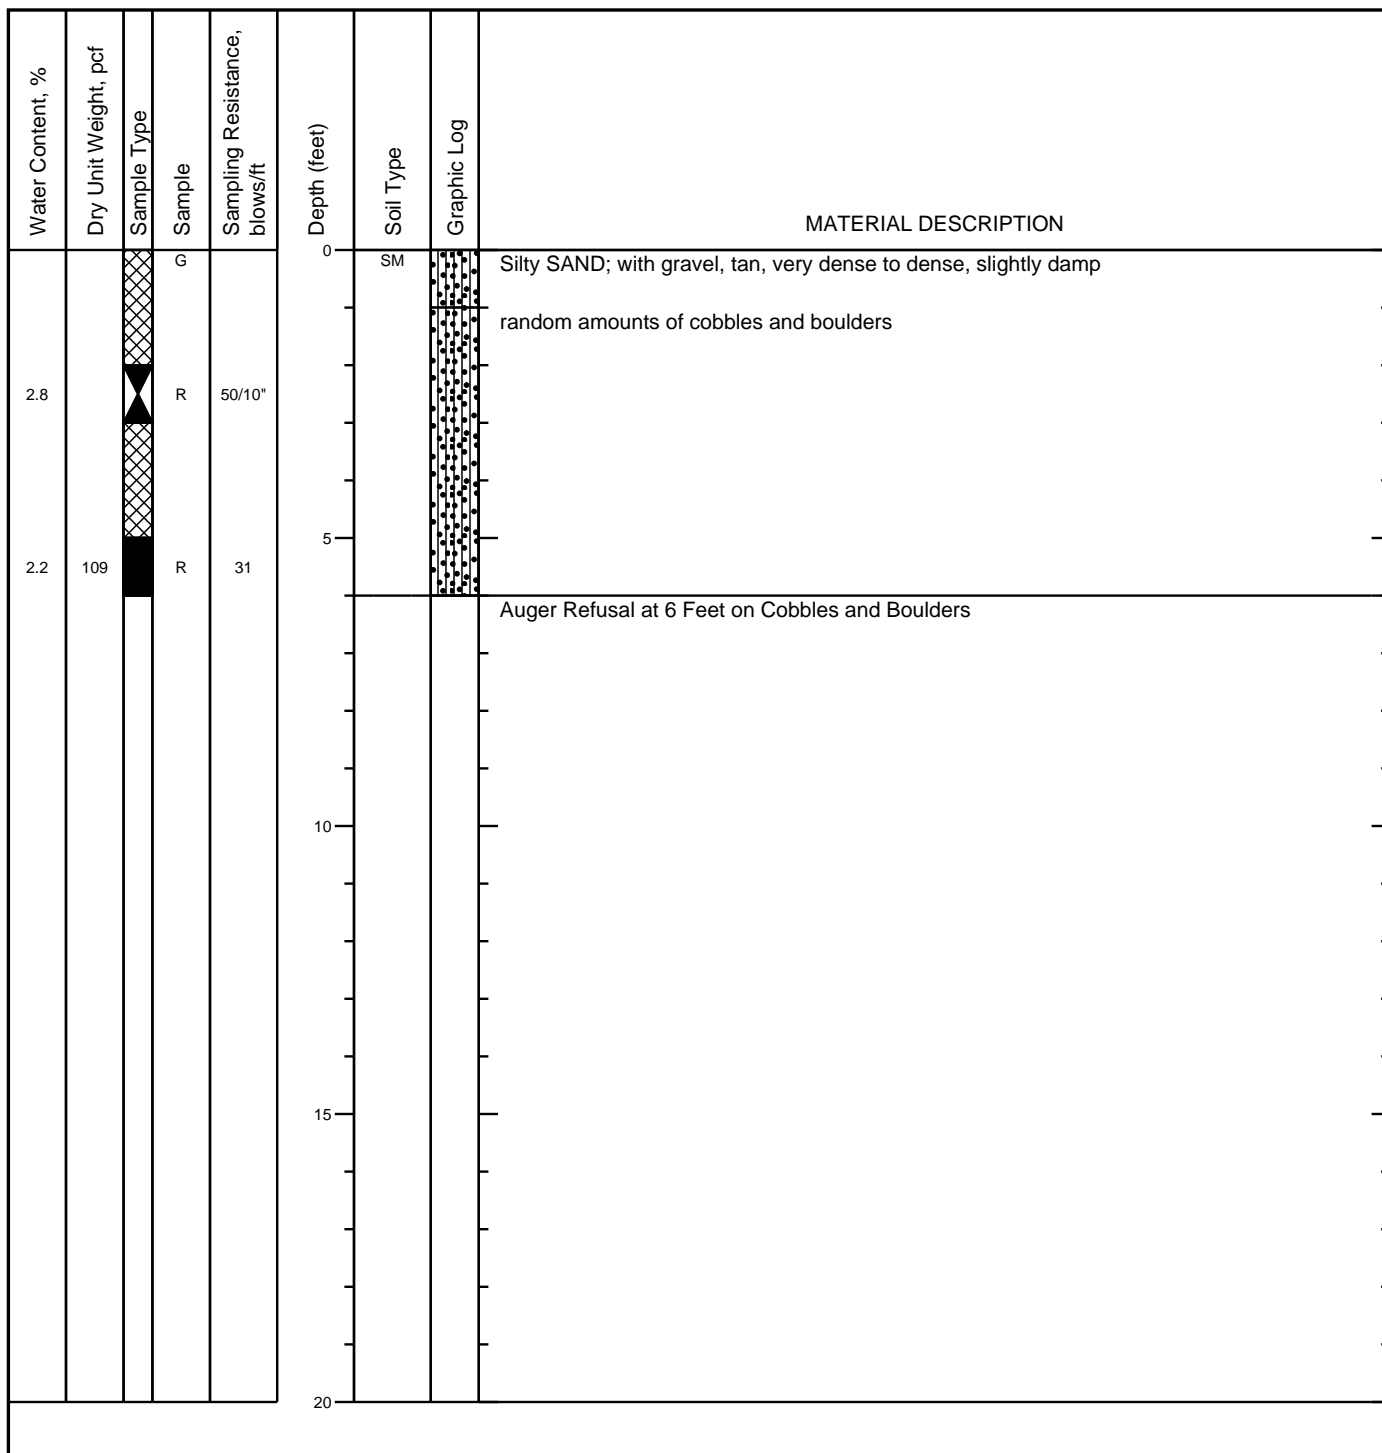 Water Content, %
Dry Unit Weight, pcf
Sample Type
Sample
Sampling Resistance,
blows/ft
Depth (feet)
Soil Type
Graphic Log
MATERIAL DESCRIPTION
0
G
SM
Silty SAND; with gravel, tan, very dense to dense, slightly damp
random amounts of cobbles and boulders
2.8
R
50/10"
5
2.2
109
R
31
Auger Refusal at 6 Feet on Cobbles and Boulders
10
15
20